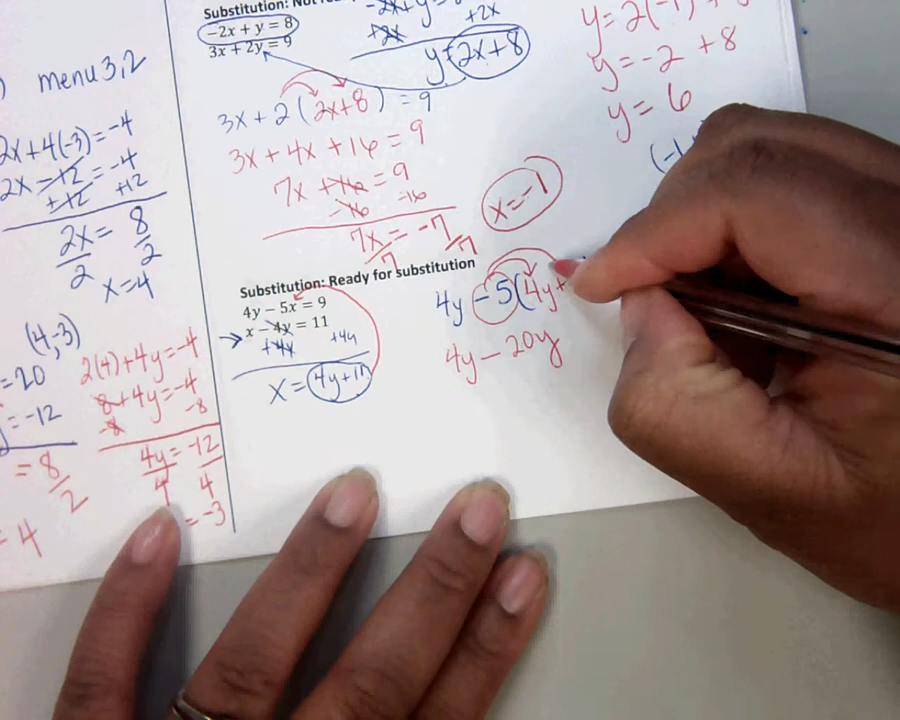 ) menu 3,2
2x+4(-3)=-4
2x -12 = -4
+12 +12
2x = 8
2 2
x=4
(4,-3)
=20
= -12
= 8
2
= 4
2(4)+4y=-4
8+4y=-4
-8 -8
4y = -12
4 4
= -3
Substitution: Not
-2x + y = 8
3x + 2y = 9
+2x +2x
y=2x+8
3x + 2(2x+8) = 9
3x + 4x + 16 = 9
7x +16 = 9
-16 -16
7x = -7
7 7
x=-1
y=2(-1)+
y = -2 +8
y = 6
(-1,
Substitution: Ready for substitution
4y − 5x = 9
x − 4y = 11
+4y +4y
x = 4y+11
4y -5(4y+
4y - 20y